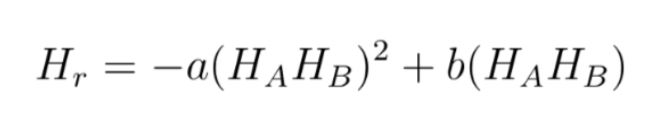 H_r = −a(H_A H_B)² + b(H_A H_B)